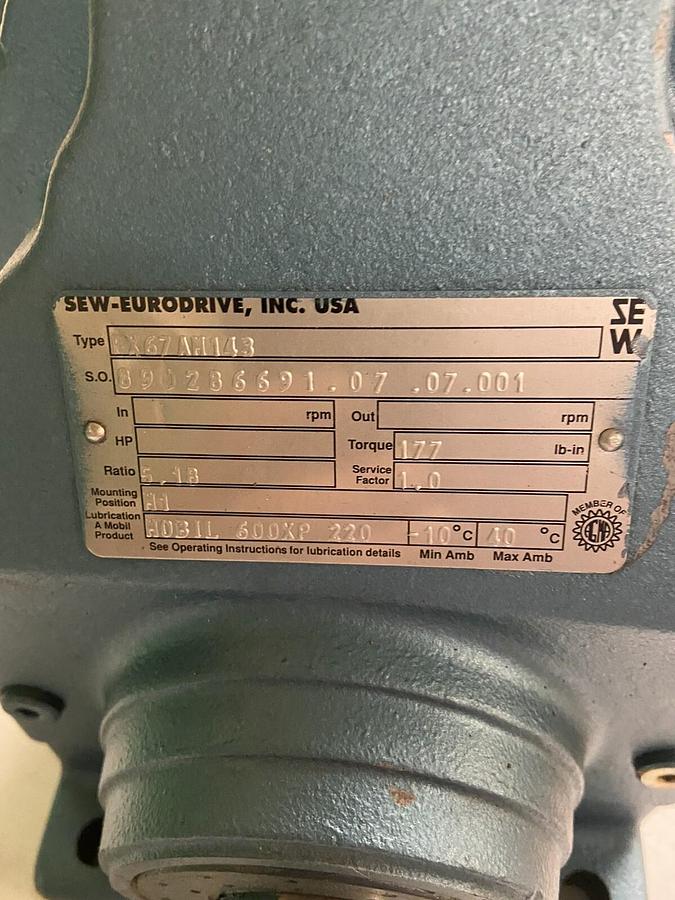 SEW-EURODRIVE, INC. USA
SE
W
Type RX67AM143
S.O. 890286691.07 .07.001
In rpm Out rpm
HP Torque 177 lb-in
Ratio 5.18 Service Factor 1.0
Mounting Position M1
Lubrication A Mobil Product MOBIL 600XP 220 -10 °C 40 °C
See Operating Instructions for lubrication details Min Amb Max Amb
MEMBER OF
AGMA